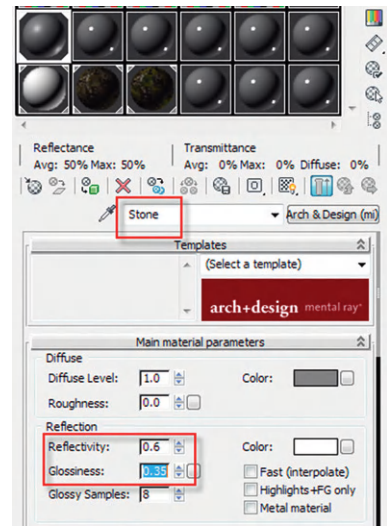 Reflectance Transmittance
Avg: 50% Max: 50% Avg: 0% Max: 0% Diffuse: 0%
Stone Arch & Design (mi)
Templates
(Select a template)
arch+design mental ray
Main material parameters
Diffuse
Diffuse Level: 1.0 Color:
Roughness: 0.0
Reflection
Reflectivity: 0.6 Color:
Glossiness: 0.35 Fast (interpolate)
Glossy Samples: 8 Highlights+FG only
Metal material